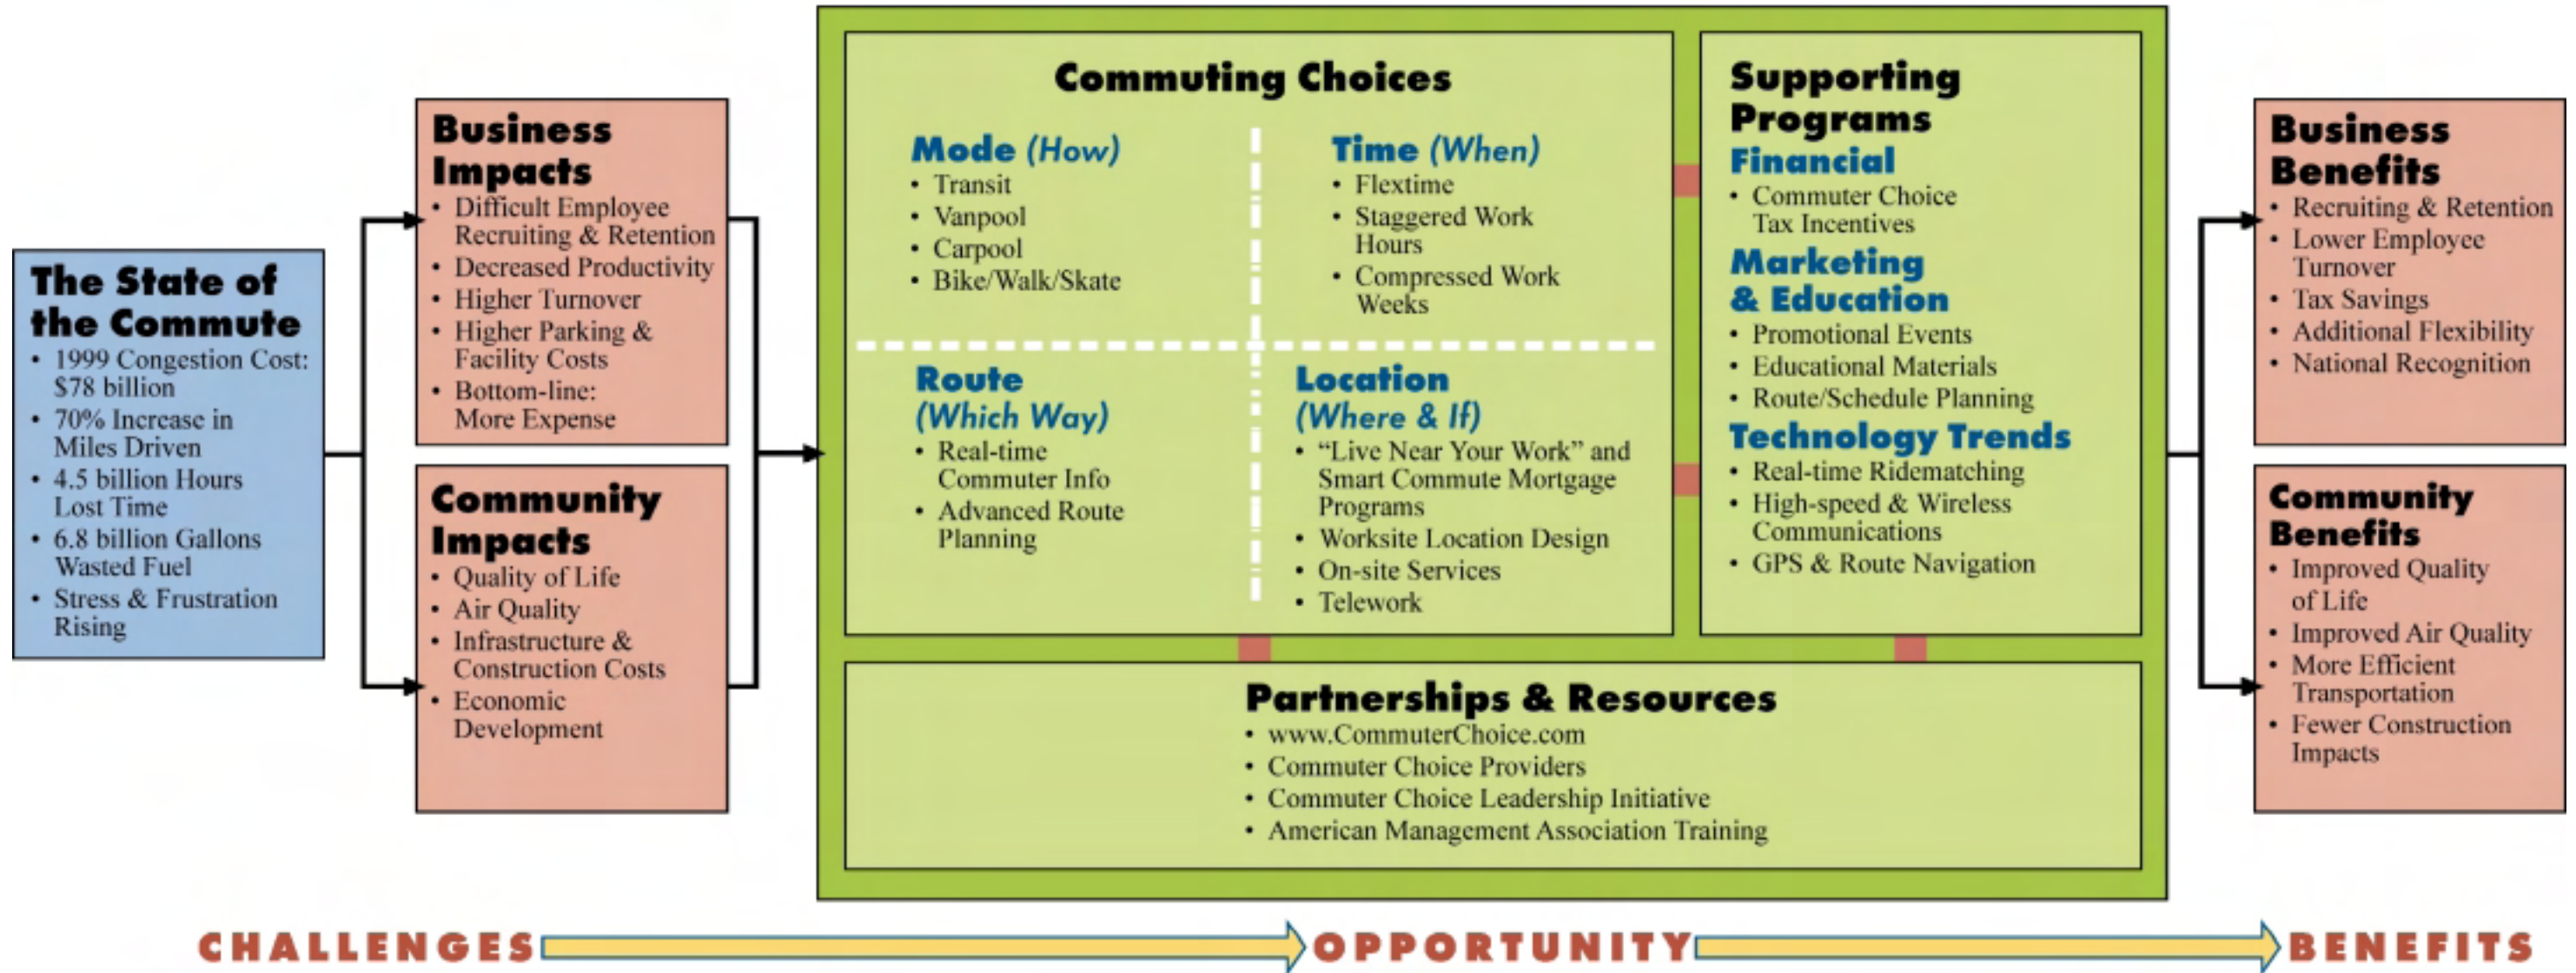 The State of
the Commute
• 1999 Congestion Cost:
$78 billion
• 70% Increase in
Miles Driven
• 4.5 billion Hours
Lost Time
• 6.8 billion Gallons
Wasted Fuel
• Stress & Frustration
Rising
Business
Impacts
• Difficult Employee
Recruiting & Retention
• Decreased Productivity
• Higher Turnover
• Higher Parking &
Facility Costs
• Bottom-line:
More Expense
Community
Impacts
• Quality of Life
• Air Quality
• Infrastructure &
Construction Costs
• Economic
Development
Commuting Choices
Mode (How)
• Transit
• Vanpool
• Carpool
• Bike/Walk/Skate
Time (When)
• Flextime
• Staggered Work
Hours
• Compressed Work
Weeks
Route
(Which Way)
• Real-time
Commuter Info
• Advanced Route
Planning
Location
(Where & If)
• “Live Near Your Work” and
Smart Commute Mortgage
Programs
• Worksite Location Design
• On-site Services
• Telework
Supporting
Programs
Financial
• Commuter Choice
Tax Incentives
Marketing
& Education
• Promotional Events
• Educational Materials
• Route/Schedule Planning
Technology Trends
• Real-time Ridematching
• High-speed & Wireless
Communications
• GPS & Route Navigation
Partnerships & Resources
• www.CommuterChoice.com
• Commuter Choice Providers
• Commuter Choice Leadership Initiative
• American Management Association Training
Business
Benefits
• Recruiting & Retention
• Lower Employee
Turnover
• Tax Savings
• Additional Flexibility
• National Recognition
Community
Benefits
• Improved Quality
of Life
• Improved Air Quality
• More Efficient
Transportation
• Fewer Construction
Impacts
CHALLENGES
OPPORTUNITY
BENEFITS